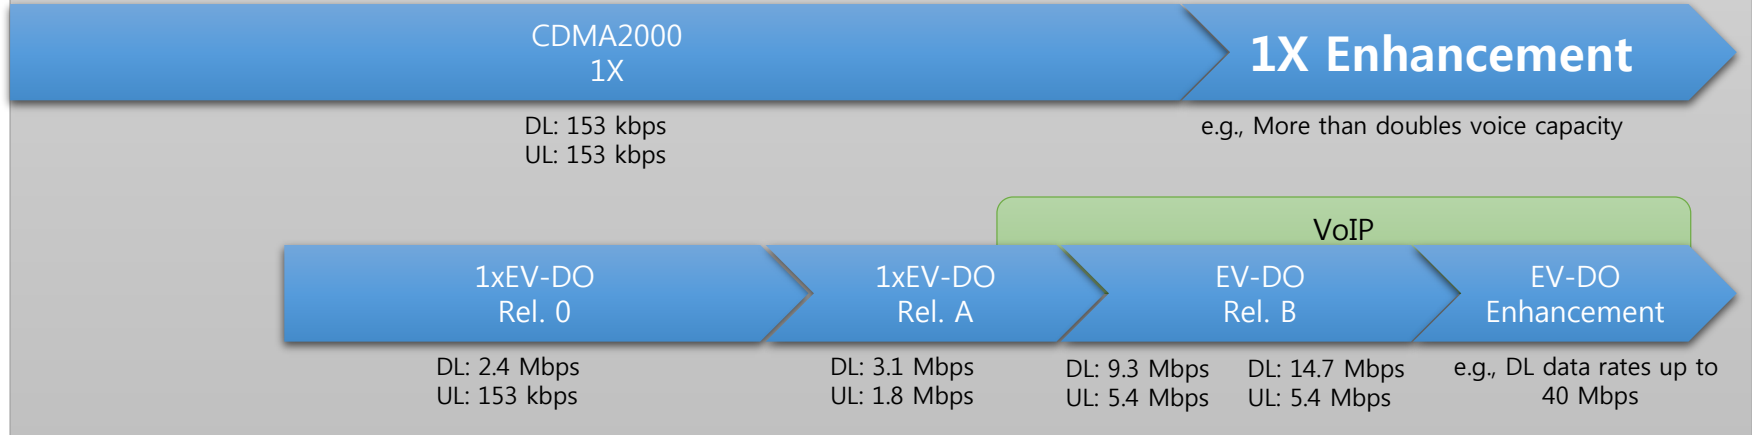 CDMA2000
1X
1X Enhancement
DL: 153 kbps
UL: 153 kbps
e.g., More than doubles voice capacity
VoIP
1xEV-DO
Rel. 0
1xEV-DO
Rel. A
EV-DO
Rel. B
EV-DO
Enhancement
DL: 2.4 Mbps
UL: 153 kbps
DL: 3.1 Mbps
UL: 1.8 Mbps
DL: 9.3 Mbps
UL: 5.4 Mbps
DL: 14.7 Mbps
UL: 5.4 Mbps
e.g., DL data rates up to
40 Mbps